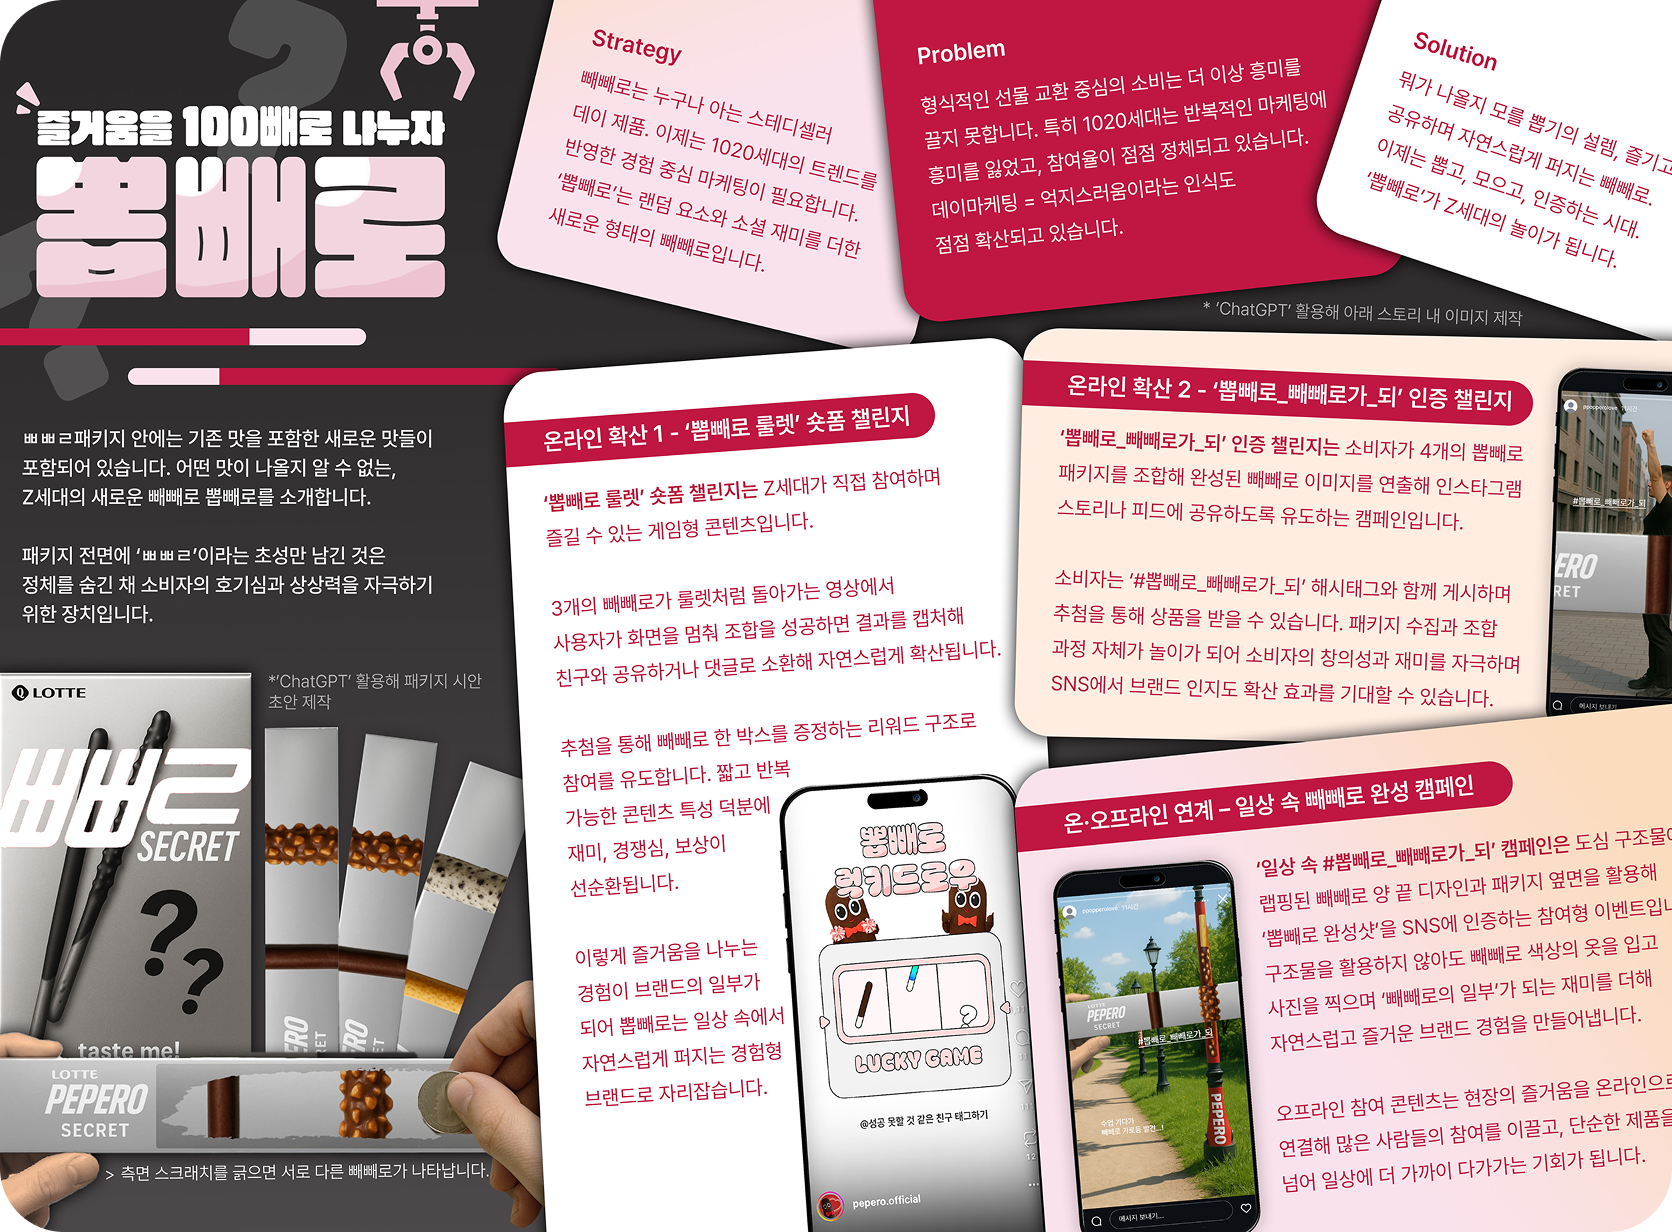 즐거움을 100빼로 나누자
뽑빼로
ㅃㅃㄹ패키지 안에는 기존 맛을 포함한 새로운 맛들이
포함되어 있습니다. 어떤 맛이 나올지 알 수 없는,
Z세대의 새로운 빼빼로 뽑빼로를 소개합니다.
패키지 전면에 ‘ㅃㅃㄹ’이라는 초성만 남긴 것은
정체를 숨긴 채 소비자의 호기심과 상상력을 자극하기
위한 장치입니다.
*‘ChatGPT’ 활용해 패키지 시안
초안 제작
LOTTE
ㅃㅃㄹ
SECRET
??
taste me!
LOTTE
PEPERO
SECRET
> 측면 스크래치를 긁으면 서로 다른 빼빼로가 나타납니다.
Strategy
빼빼로는 누구나 아는 스테디셀러
데이 제품. 이제는 1020세대의 트렌드를
반영한 경험 중심 마케팅이 필요합니다.
‘뽑빼로’는 랜덤 요소와 소셜 재미를 더한
새로운 형태의 빼빼로입니다.
Problem
형식적인 선물 교환 중심의 소비는 더 이상 흥미를
끌지 못합니다. 특히 1020세대는 반복적인 마케팅에
흥미를 잃었고, 참여율이 점점 정체되고 있습니다.
데이마케팅 = 억지스러움이라는 인식도
점점 확산되고 있습니다.
Solution
뭐가 나올지 모를 뽑기의 설렘, 즐기고
공유하며 자연스럽게 퍼지는 빼빼로.
이제는 뽑고, 모으고, 인증하는 시대.
‘뽑빼로’가 Z세대의 놀이가 됩니다.
* ‘ChatGPT’ 활용해 아래 스토리 내 이미지 제작
온라인 확산 1 - ‘뽑빼로 룰렛’ 숏폼 챌린지
‘뽑빼로 룰렛’ 숏폼 챌린지는 Z세대가 직접 참여하며
즐길 수 있는 게임형 콘텐츠입니다.
3개의 빼빼로가 룰렛처럼 돌아가는 영상에서
사용자가 화면을 멈춰 조합을 성공하면 결과를 캡처해
친구와 공유하거나 댓글로 소환해 자연스럽게 확산됩니다.
추첨을 통해 빼빼로 한 박스를 증정하는 리워드 구조로
참여를 유도합니다. 짧고 반복
가능한 콘텐츠 특성 덕분에
재미, 경쟁심, 보상이
선순환됩니다.
이렇게 즐거움을 나누는
경험이 브랜드의 일부가
되어 뽑빼로는 일상 속에서
자연스럽게 퍼지는 경험형
브랜드로 자리잡습니다.
뽑빼로
럭키드로우
?
LUCKY GAME
@성공 못할 것 같은 친구 태그하기
pepero.official
온라인 확산 2 - ‘뽑빼로_빼빼로가_되’ 인증 챌린지
‘뽑빼로_빼빼로가_되’ 인증 챌린지는 소비자가 4개의 뽑빼로
패키지를 조합해 완성된 빼빼로 이미지를 연출해 인스타그램
스토리나 피드에 공유하도록 유도하는 캠페인입니다.
소비자는 ‘#뽑빼로_빼빼로가_되’ 해시태그와 함께 게시하며
추첨을 통해 상품을 받을 수 있습니다. 패키지 수집과 조합
과정 자체가 놀이가 되어 소비자의 창의성과 재미를 자극하며
SNS에서 브랜드 인지도 확산 효과를 기대할 수 있습니다.
ppopperolove 11시간
#뽑빼로_빼빼로가_되
ERO
RET
메시지 보내기
온·오프라인 연계 – 일상 속 빼빼로 완성 캠페인
‘일상 속 #뽑빼로_빼빼로가_되’ 캠페인은 도심 구조물에
랩핑된 빼빼로 양 끝 디자인과 패키지 옆면을 활용해
‘뽑빼로 완성샷’을 SNS에 인증하는 참여형 이벤트입니
구조물을 활용하지 않아도 빼빼로 색상의 옷을 입고
사진을 찍으며 ‘빼빼로의 일부’가 되는 재미를 더해
자연스럽고 즐거운 브랜드 경험을 만들어냅니다.
오프라인 참여 콘텐츠는 현장의 즐거움을 온라인으로
연결해 많은 사람들의 참여를 이끌고, 단순한 제품을
넘어 일상에 더 가까이 다가가는 기회가 됩니다.
ppopperolove 11시간
LOTTE
PEPERO
SECRET
#뽑빼로_빼빼로가_되
PEPERO
수업 가다가
빼빼로 가로등 발견...!
메시지 보내기...